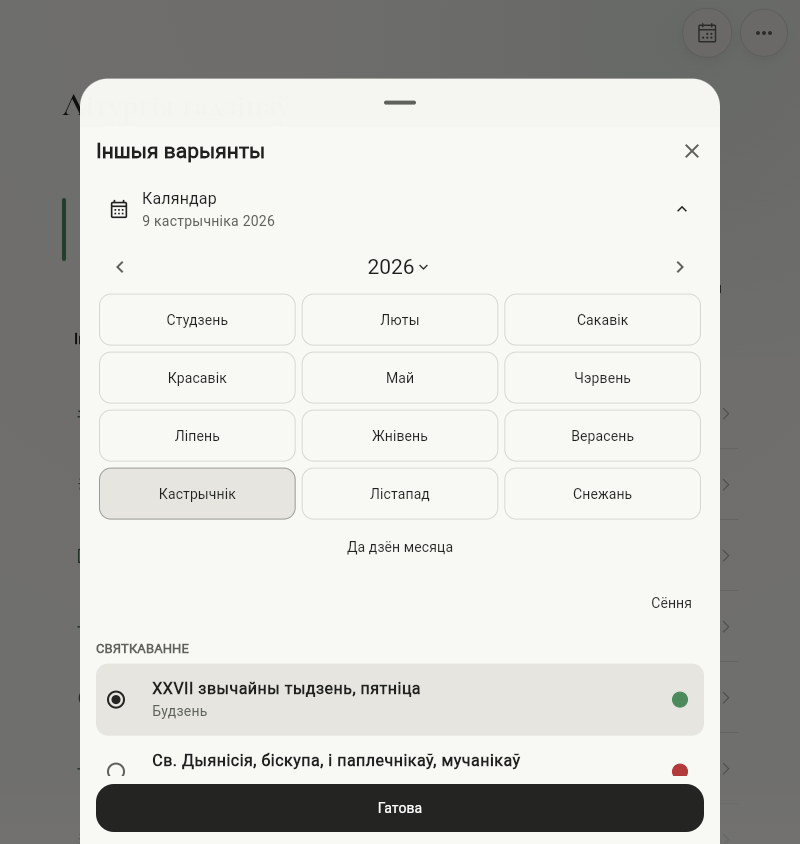 Іншыя варыянты
Каляндар
9 кастрычніка 2026
2026
Студзень
Люты
Сакавік
Красавік
Май
Чэрвень
Ліпень
Жнівень
Верасень
Кастрычнік
Лістапад
Снежань
Да дзён месяца
Сёння
СВЯТКАВАННЕ
XXVII звычайны тыдзень, пятніца
Будзень
Св. Дыянісія, біскупа, і паплечнікаў, мучанікаў
Гатова